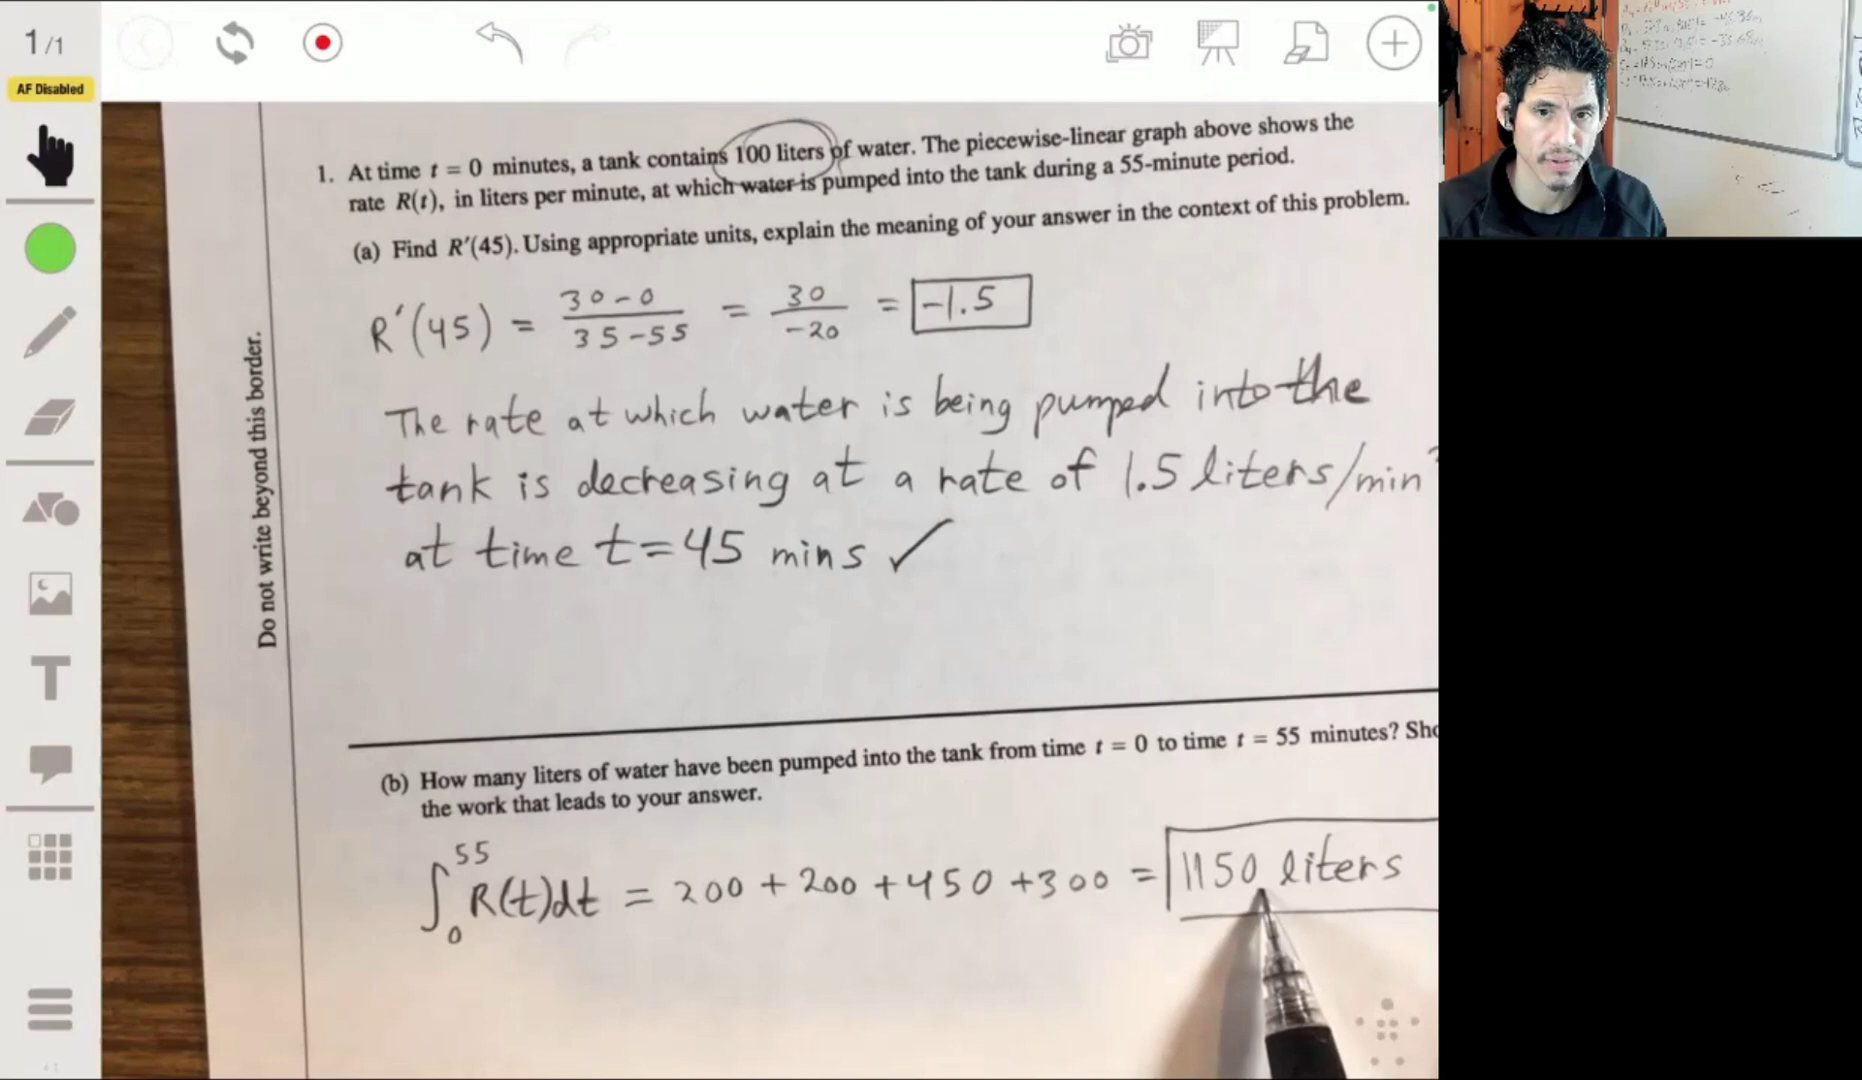 1/1
AF Disabled
1. At time t = 0 minutes, a tank contains 100 liters of water. The piecewise-linear graph above shows the
rate R(t), in liters per minute, at which water is pumped into the tank during a 55-minute period.
(a) Find R′(45). Using appropriate units, explain the meaning of your answer in the context of this problem.
R′(45) = 30-0 / 35-55 = 30 / -20 = -1.5
The rate at which water is being pumped into the
tank is decreasing at a rate of 1.5 liters/min
at time t=45 mins ✓
Do not write beyond this border.
(b) How many liters of water have been pumped into the tank from time t = 0 to time t = 55 minutes? Sho
the work that leads to your answer.
∫₀⁵⁵ R(t)dt = 200 + 200 + 450 + 300 = 1150 liters